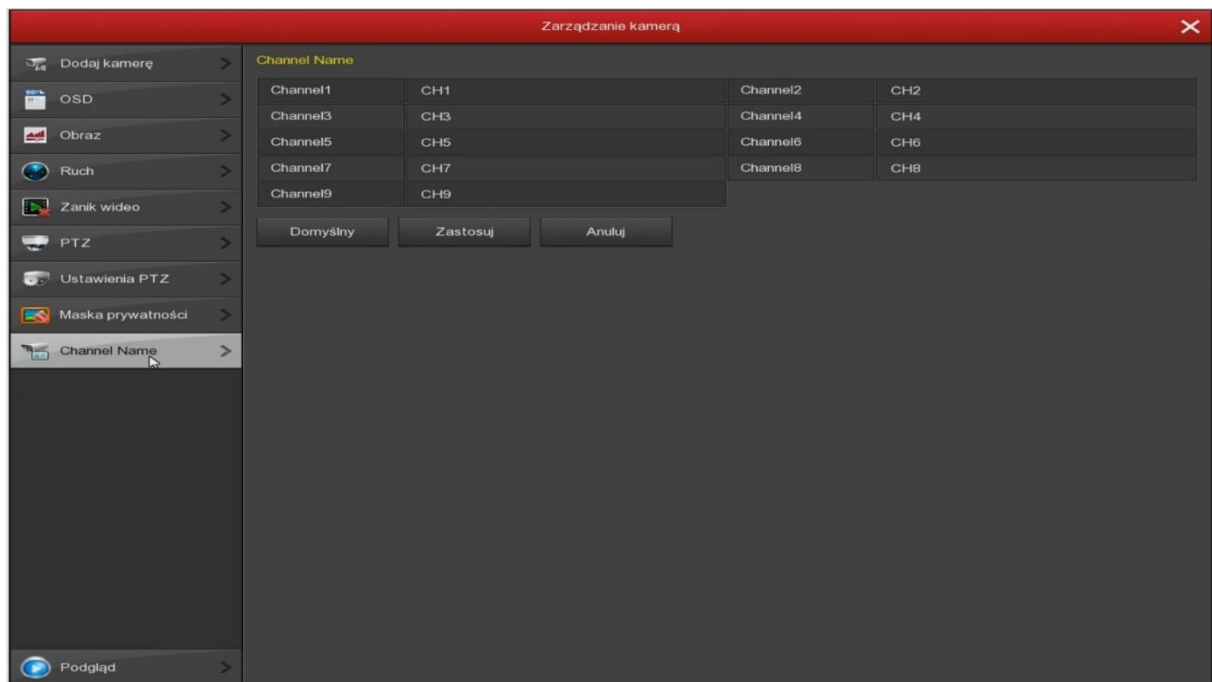 Zarządzanie kamerą
Dodaj kamerę
OSD
Obraz
Ruch
Zanik wideo
PTZ
Ustawienia PTZ
Maska prywatności
Channel Name
Podgląd
Channel Name
Channel1 CH1 Channel2 CH2
Channel3 CH3 Channel4 CH4
Channel5 CH5 Channel6 CH6
Channel7 CH7 Channel8 CH8
Channel9 CH9
Domyślny Zastosuj Anuluj